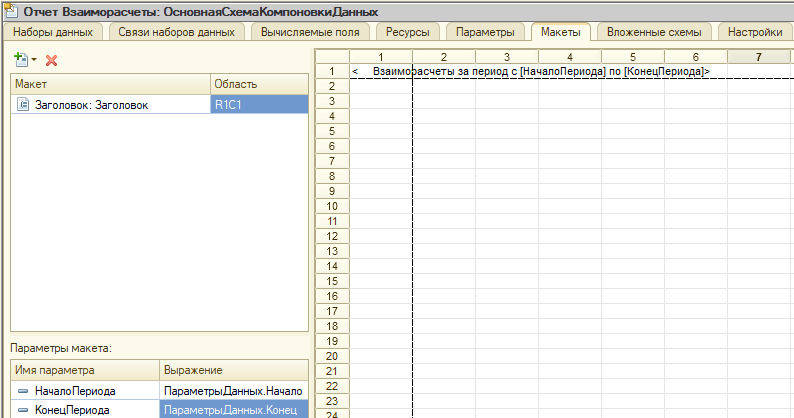 Отчет Взаиморасчеты: ОсновнаяСхемаКомпоновкиДанных
Наборы данных Связи наборов данных Вычисляемые поля Ресурсы Параметры Макеты Вложенные схемы Настройки
Макет Область
Заголовок: Заголовок R1C1
1 2 3 4 5 6 7
1 < Взаиморасчеты за период с [НачалоПериода] по [КонецПериода]>
2
3
4
5
6
7
8
9
10
11
12
13
14
15
16
17
18
19
20
21
22
23
24
Параметры макета:
Имя параметра Выражение
НачалоПериода ПараметрыДанных.Начало
КонецПериода ПараметрыДанных.Конец